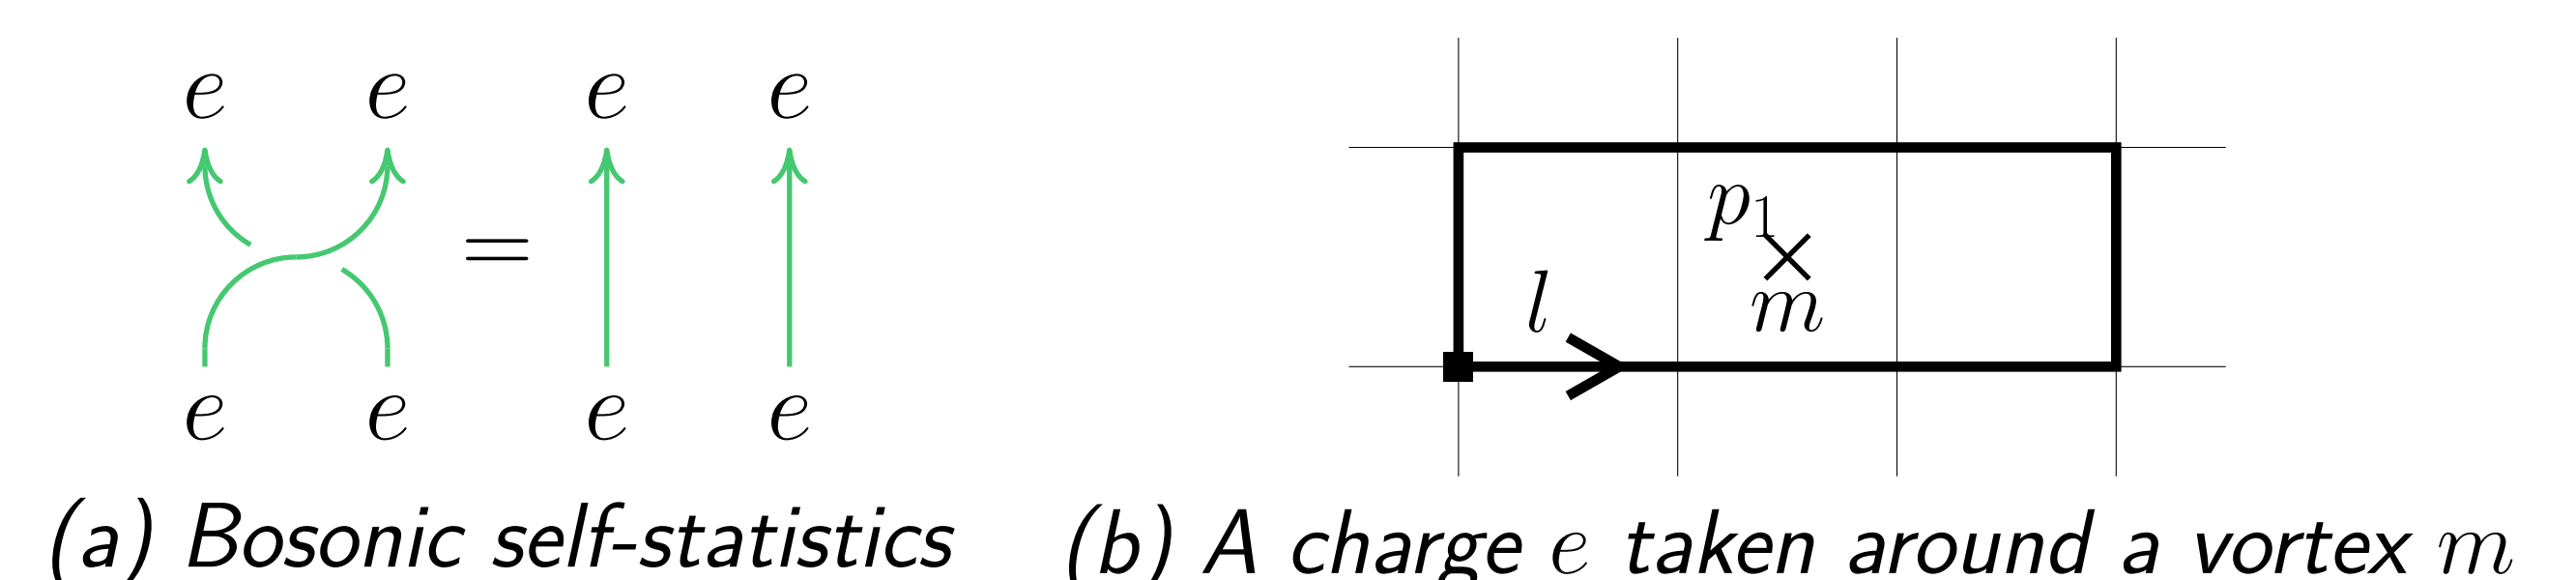 e e e e
p₁
=
m
l
e e e e
(a) Bosonic self-statistics (b) A charge e taken around a vortex m